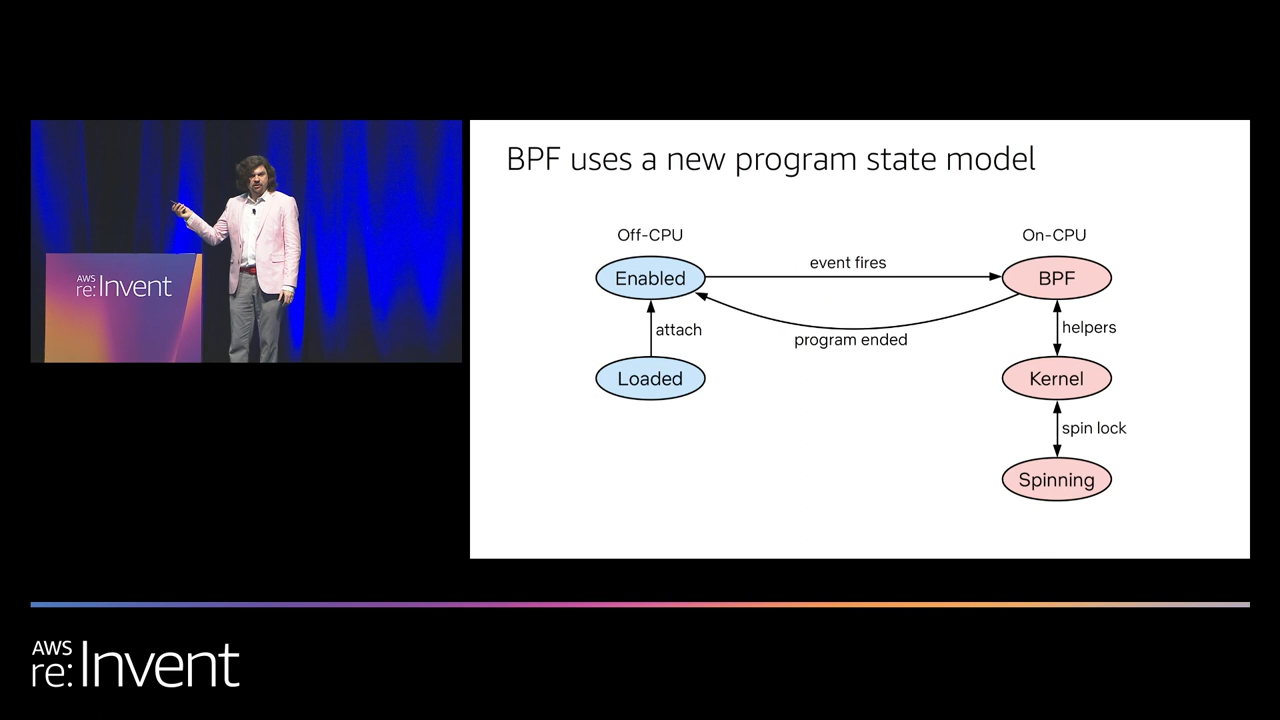 AWS
re:Invent
BPF uses a new program state model
Off-CPU
On-CPU
Enabled
event fires
BPF
attach
program ended
helpers
Loaded
Kernel
spin lock
Spinning
AWS
re:Invent